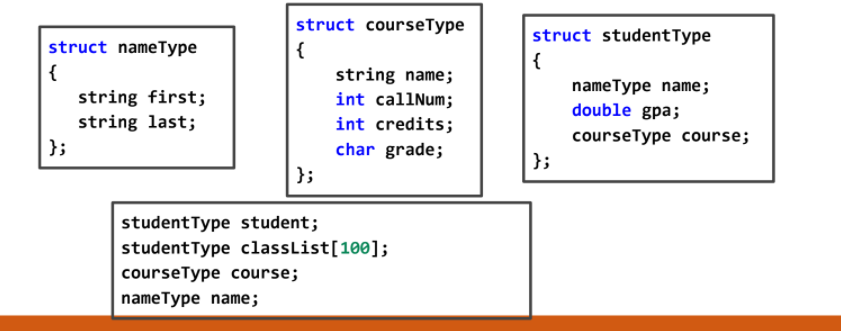 struct nameType
{
string first;
string last;
};
struct courseType
{
string name;
int callNum;
int credits;
char grade;
};
struct studentType
{
nameType name;
double gpa;
courseType course;
};
studentType student;
studentType classList[100];
courseType course;
nameType name;